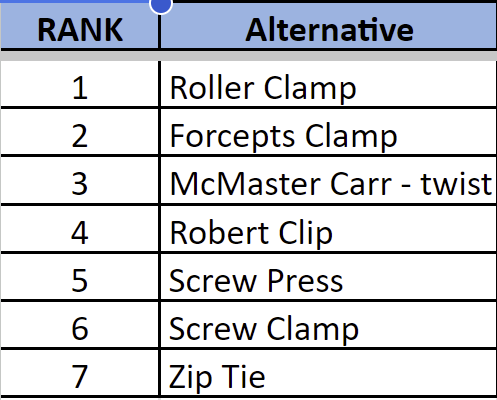 RANK Alternative
1 Roller Clamp
2 Forcepts Clamp
3 McMaster Carr - twist
4 Robert Clip
5 Screw Press
6 Screw Clamp
7 Zip Tie